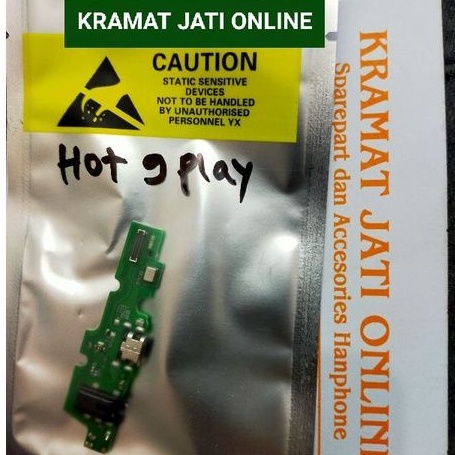 KRAMAT JATI ONLINE
CAUTION
STATIC SENSITIVE
DEVICES
NOT TO BE HANDLED
BY UNAUTHORISED
PERSONNEL YX
Hot 9 play
KRAMAT JATI ONLINE
Sparepart dan Accesories Hanphone